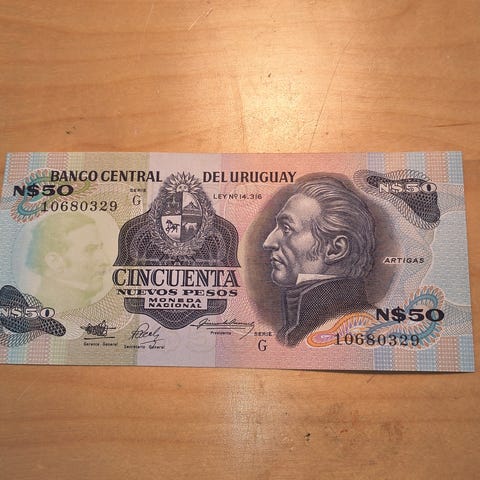 BANCO CENTRAL DEL URUGUAY
N$50
SERIE
G
10680329
LEY Nº 14.316
N$50
ARTIGAS
CINCUENTA
NUEVOS PESOS
MONEDA
NACIONAL
N$50
N$50
Gerente General
Secretario General
Presidente
SERIE
G
10680329